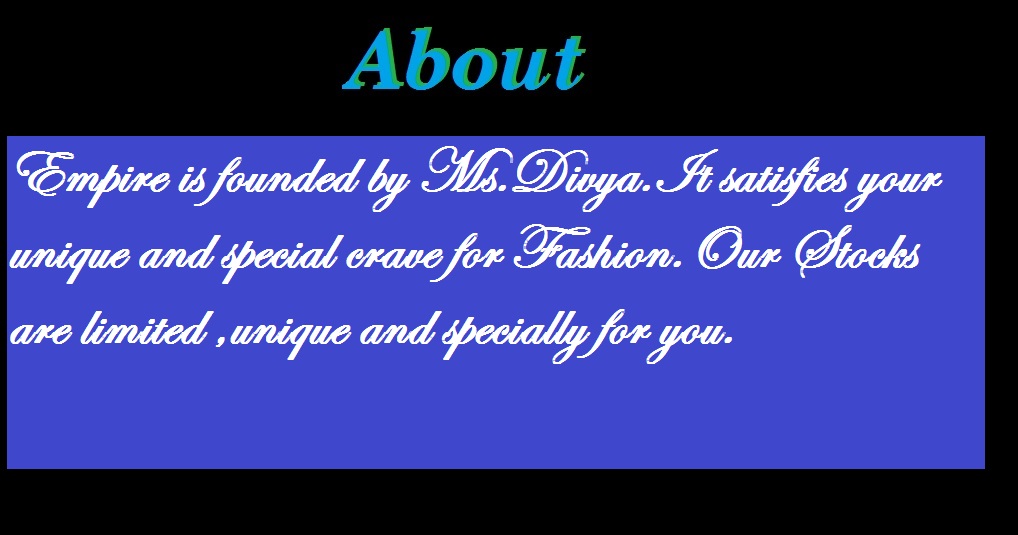 About
Empire is founded by Ms.Divya. It satisfies your
unique and special crave for Fashion. Our Stocks
are limited ,unique and specially for you.